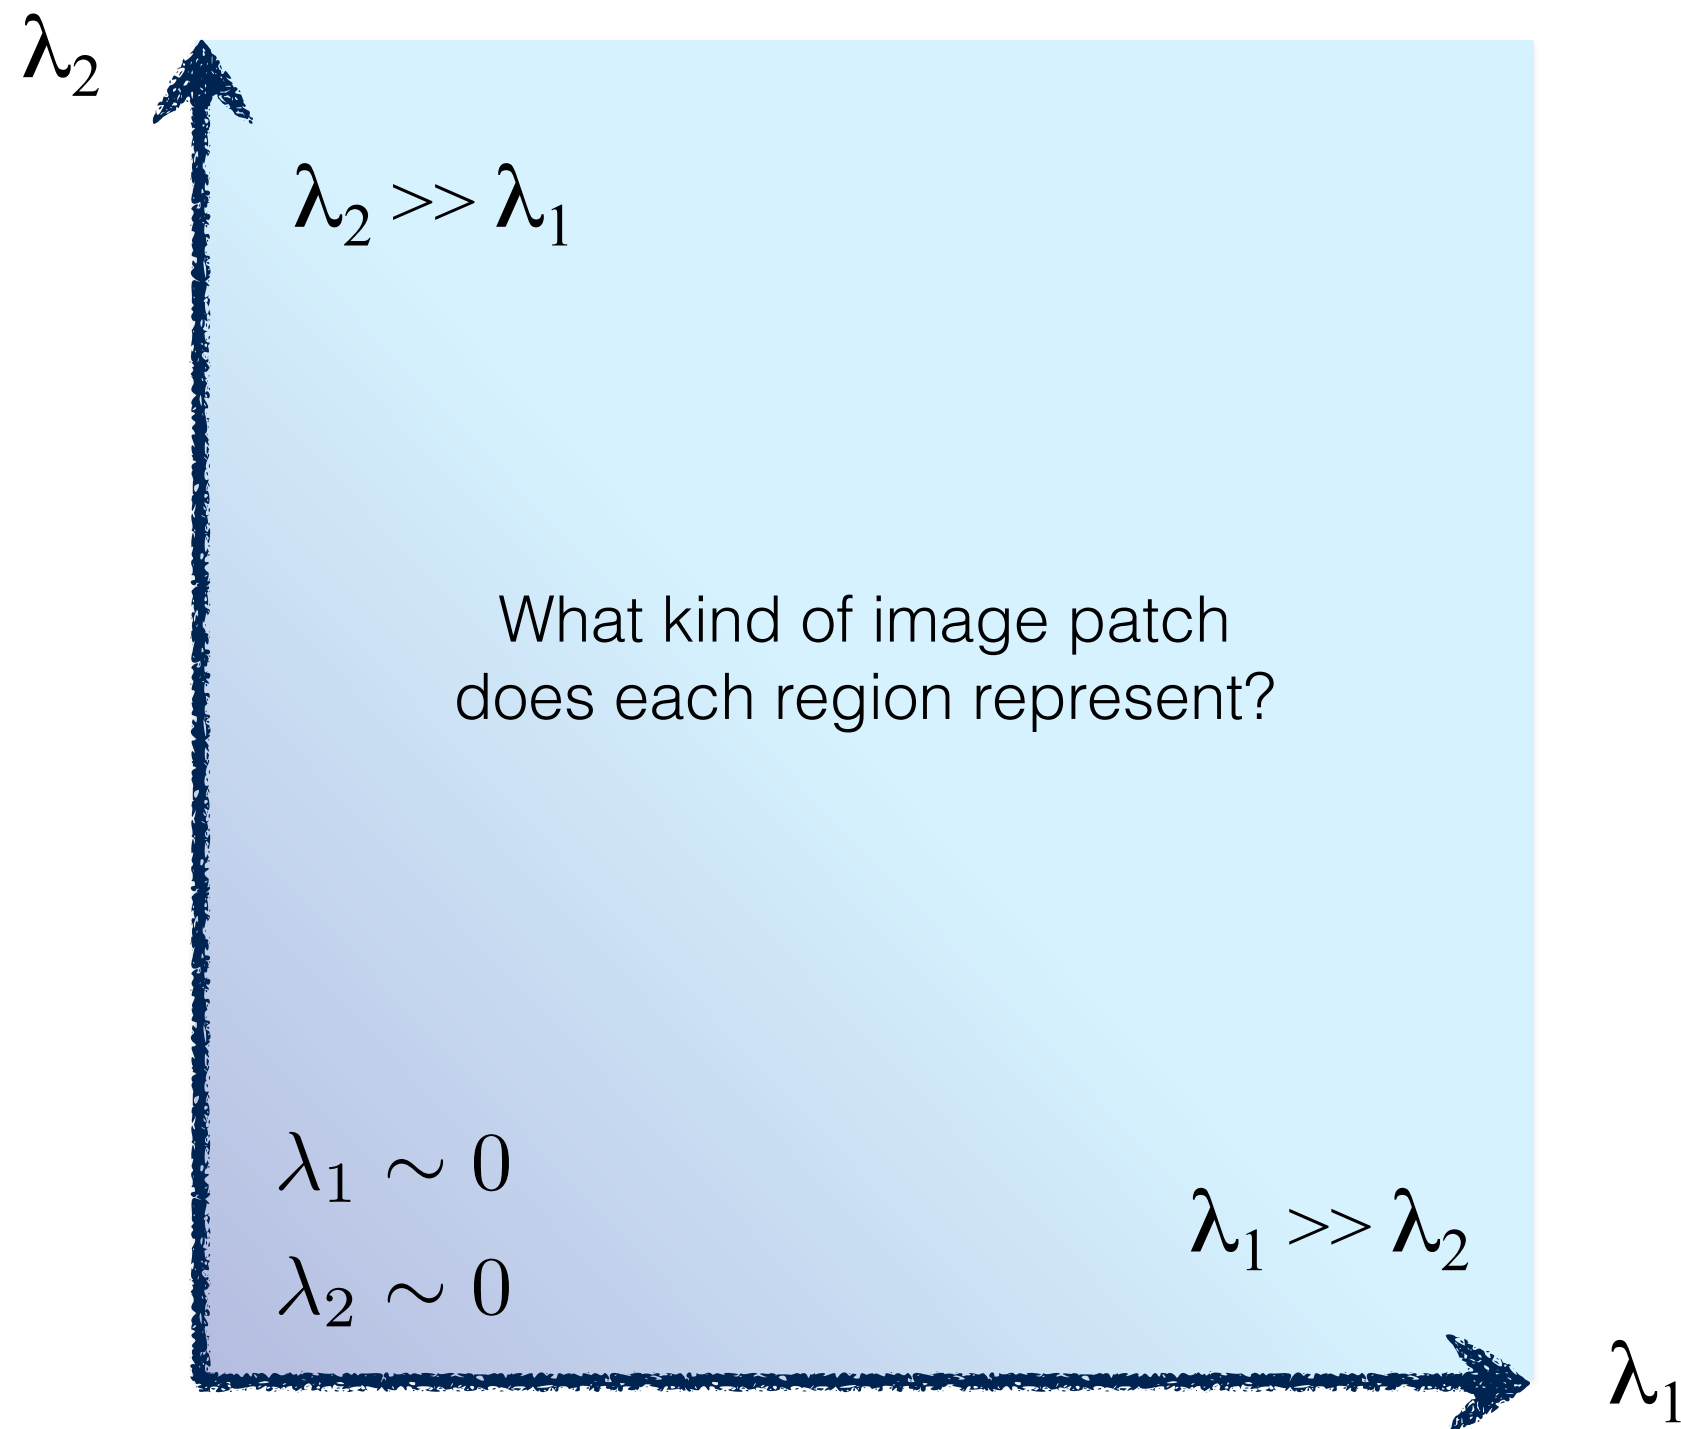 λ₂
λ₂ >> λ₁
What kind of image patch
does each region represent?
λ₁ ∼ 0
λ₂ ∼ 0
λ₁ >> λ₂
λ₁